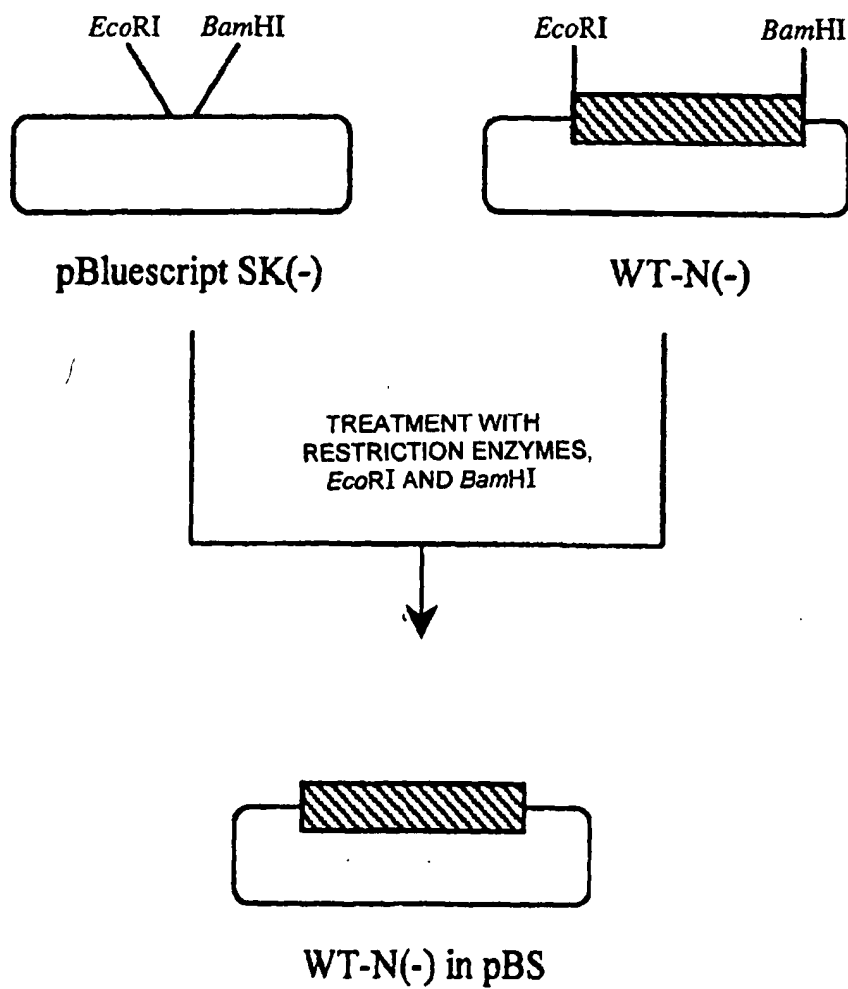 EcoRI BamHI
EcoRI BamHI
pBluescript SK(-)
WT-N(-)
TREATMENT WITH
RESTRICTION ENZYMES,
EcoRI AND BamHI
WT-N(-) in pBS